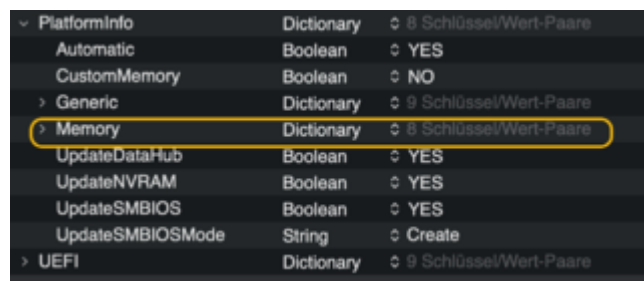 PlatformInfo Dictionary 8 Schlüssel/Wert-Paare
Automatic Boolean YES
CustomMemory Boolean NO
Generic Dictionary 9 Schlüssel/Wert-Paare
Memory Dictionary 8 Schlüssel/Wert-Paare
UpdateDataHub Boolean YES
UpdateNVRAM Boolean YES
UpdateSMBIOS Boolean YES
UpdateSMBIOSMode String Create
UEFI Dictionary 9 Schlüssel/Wert-Paare